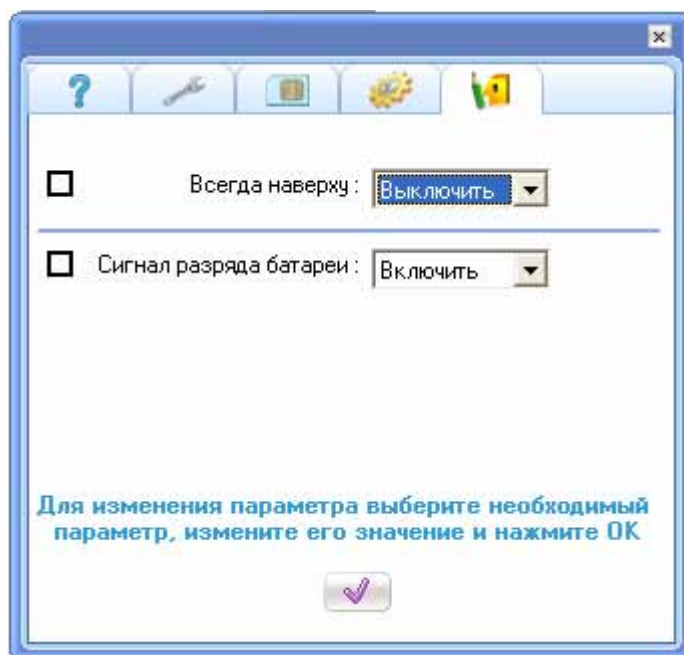 Всегда наверху : Выключить
Сигнал разряда батареи : Включить
Для изменения параметра выберите необходимый
параметр, измените его значение и нажмите OK